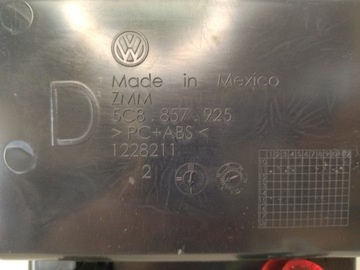 Made in Mexico
D
ZMM
5C8 . 857 . 925
> PC+ABS <
1228211
2